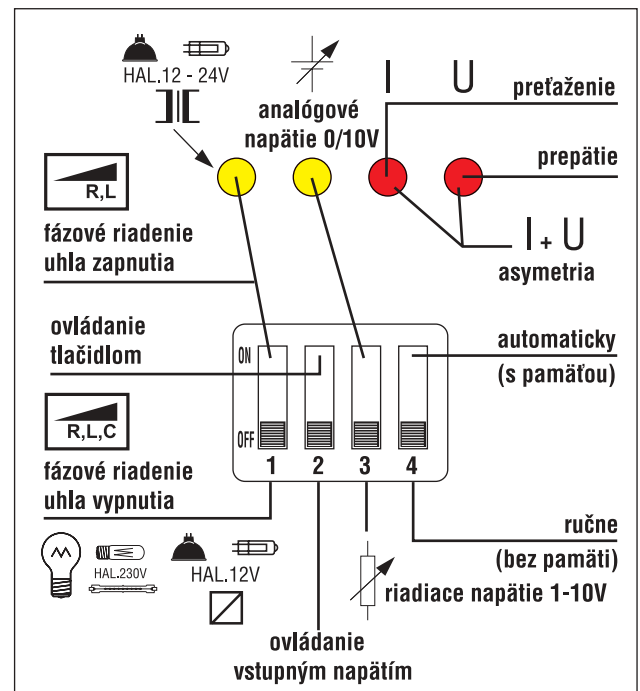 HAL.12 - 24V
I U
preťaženie
analógové
napätie 0/10V
prepätie
R,L
I + U
fázové riadenie
uhla zapnutia
asymetria
ovládanie
tlačidlom
automaticky
(s pamäťou)
ON
R,L,C
OFF
1 2 3 4
fázové riadenie
uhla vypnutia
ručne
(bez pamäti)
HAL.230V
HAL.12V
riadiace napätie 1-10V
ovládanie
vstupným napätím